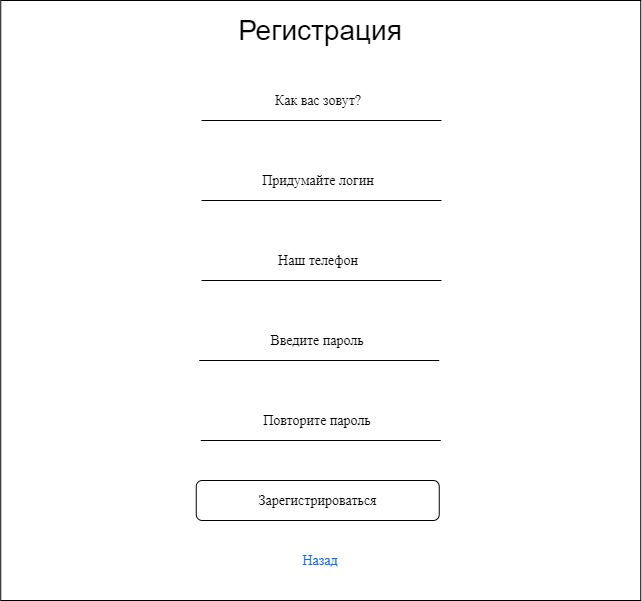 Регистрация
Как вас зовут?
Придумайте логин
Наш телефон
Введите пароль
Повторите пароль
Зарегистрироваться
Назад